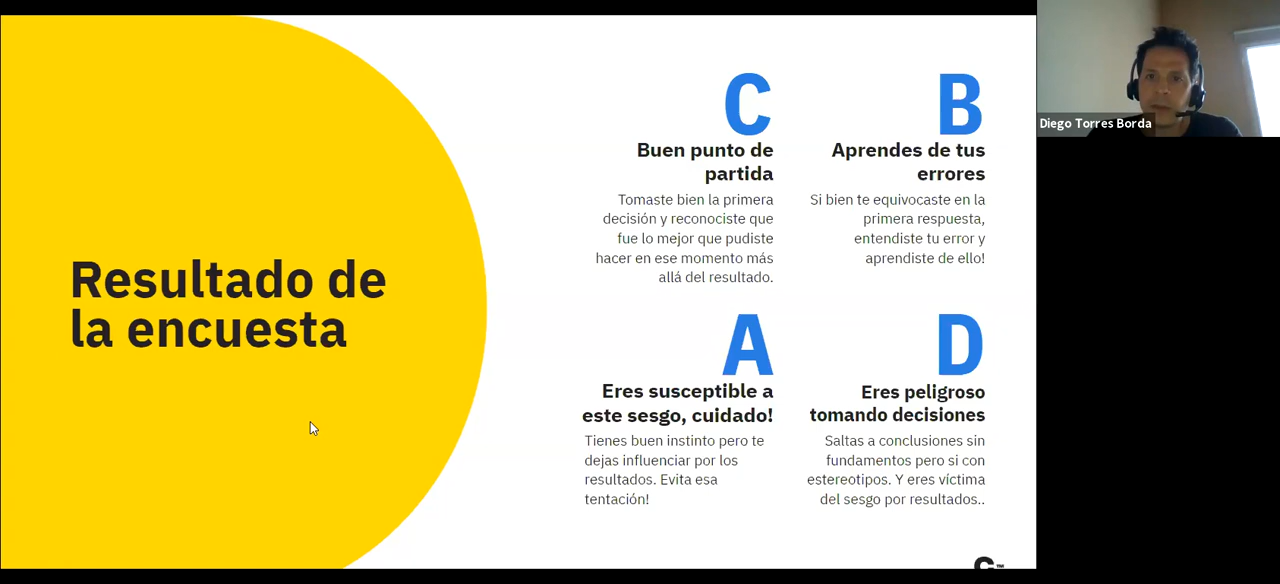 Resultado de
la encuesta
C
Buen punto de
partida
Tomaste bien la primera
decisión y reconociste que
fue lo mejor que pudiste
hacer en ese momento más
allá del resultado.
B
Aprendes de tus
errores
Si bien te equivocaste en la
primera respuesta,
entendiste tu error y
aprendiste de ello!
A
Eres susceptible a
este sesgo, cuidado!
Tienes buen instinto pero te
dejas influenciar por los
resultados. Evita esa
tentación!
D
Eres peligroso
tomando decisiones
Saltas a conclusiones sin
fundamentos pero si con
estereotipos. Y eres víctima
del sesgo por resultados..
Diego Torres Borda